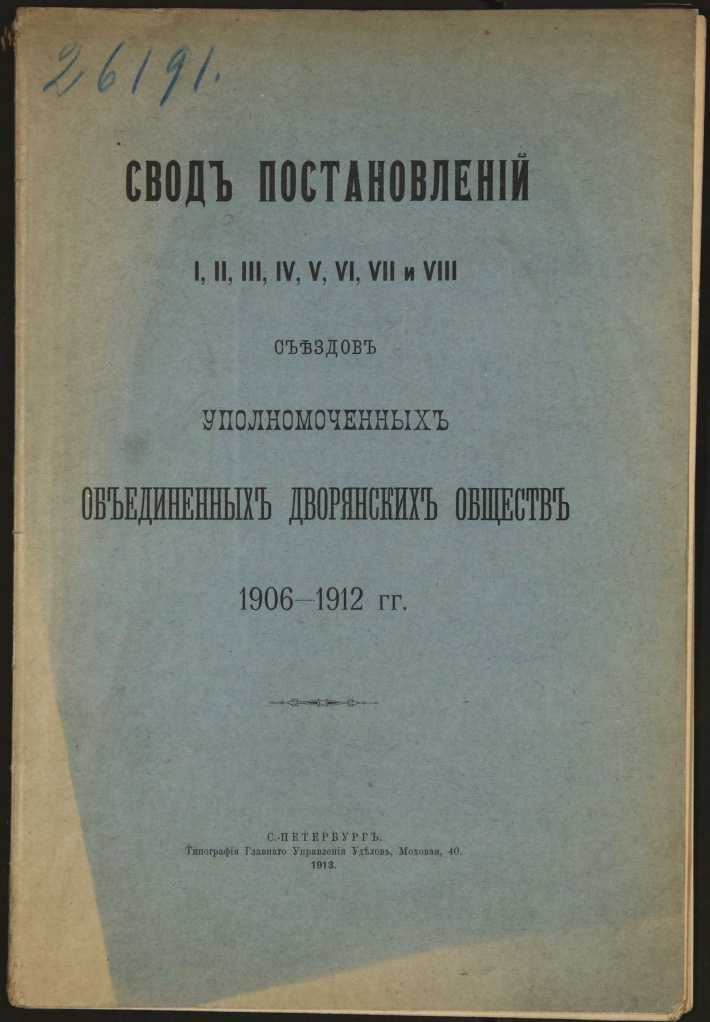 26191.
СВОДЪ ПОСТАНОВЛЕНІЙ
I, II, III, IV, V, VI, VII и VIII
СЪѢЗДОВЪ
УПОЛНОМОЧЕННЫХЪ
ОБЪЕДИНЕННЫХЪ ДВОРЯНСКИХЪ ОБЩЕСТВЪ
1906—1912 гг.
С.-ПЕТЕРБУРГЪ.
Типографія Главнаго Управленія Удѣловъ, Моховая, 40.
1913.